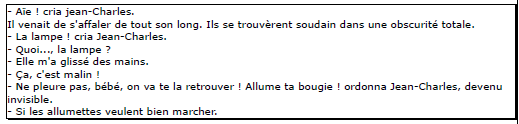 - Aïe ! cria jean-Charles.
Il venait de s'affaler de tout son long. Ils se trouvèrent soudain dans une obscurité totale.
- La lampe ! cria Jean-Charles.
- Quoi..., la lampe ?
- Elle m'a glissé des mains.
- Ça, c'est malin !
- Ne pleure pas, bébé, on va te la retrouver ! Allume ta bougie ! ordonna Jean-Charles, devenu
invisible.
- Si les allumettes veulent bien marcher.